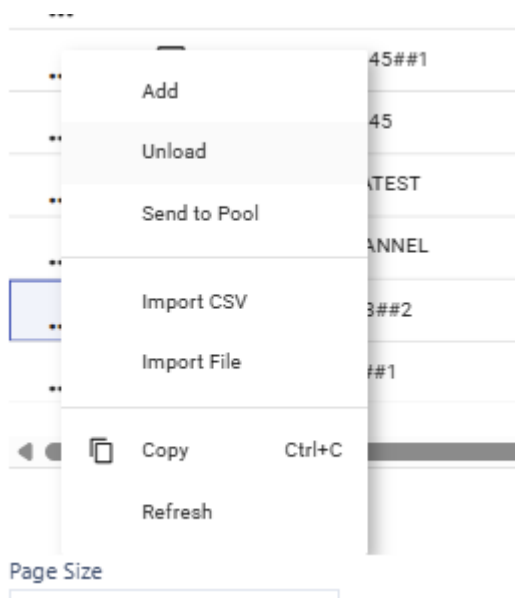 45##1
Add
45
Unload
ATEST
Send to Pool
ANNEL
Import CSV
3##2
Import File
##1
Copy Ctrl+C
Refresh
Page Size